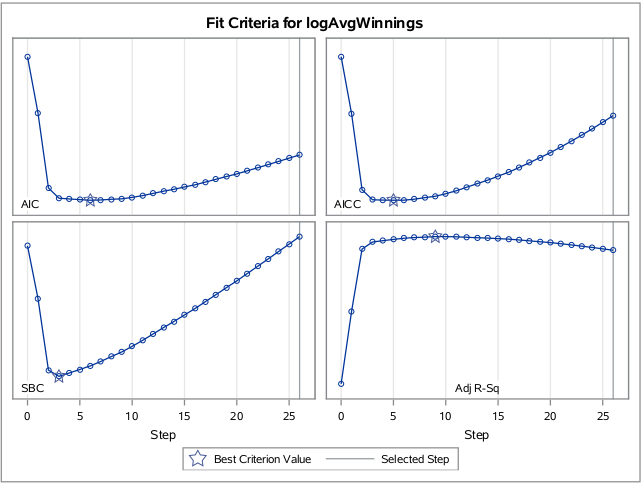 Fit Criteria for logAvgWinnings
AIC
AICC
SBC
Adj R-Sq
0 5 10 15 20 25
0 5 10 15 20 25
Step
Step
Best Criterion Value
Selected Step